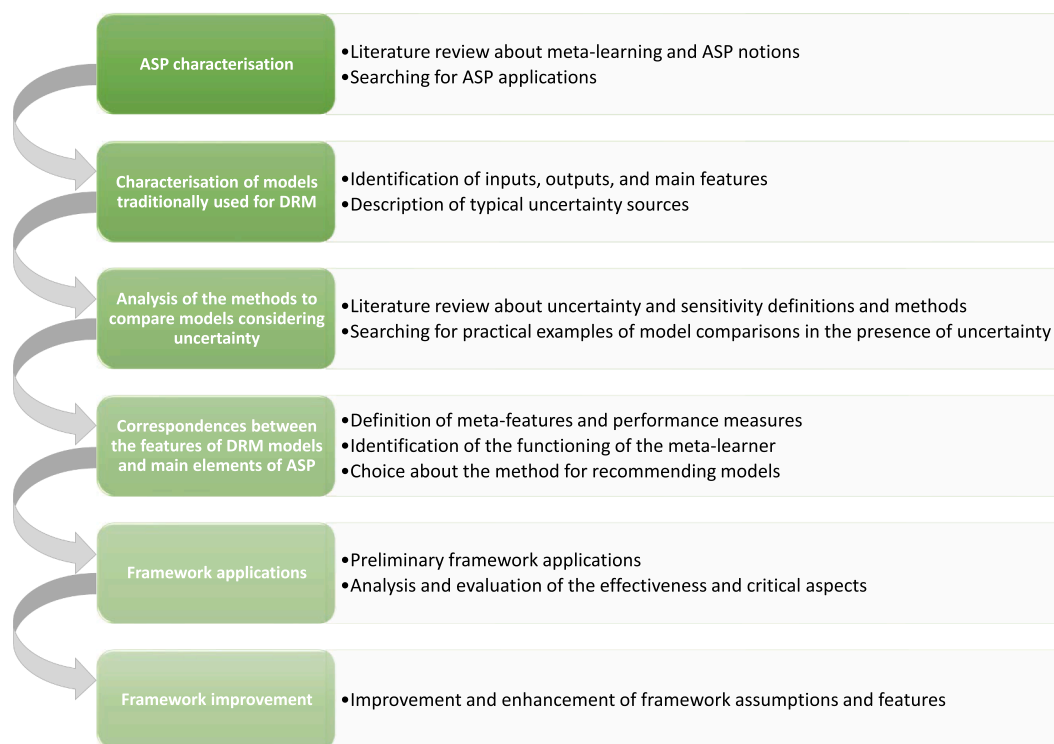 ASP characterisation
•Literature review about meta-learning and ASP notions
•Searching for ASP applications
Characterisation of models
traditionally used for DRM
•Identification of inputs, outputs, and main features
•Description of typical uncertainty sources
Analysis of the methods to
compare models considering
uncertainty
•Literature review about uncertainty and sensitivity definitions and methods
•Searching for practical examples of model comparisons in the presence of uncertainty
Correspondences between
the features of DRM models
and main elements of ASP
•Definition of meta-features and performance measures
•Identification of the functioning of the meta-learner
•Choice about the method for recommending models
Framework applications
•Preliminary framework applications
•Analysis and evaluation of the effectiveness and critical aspects
Framework improvement
•Improvement and enhancement of framework assumptions and features